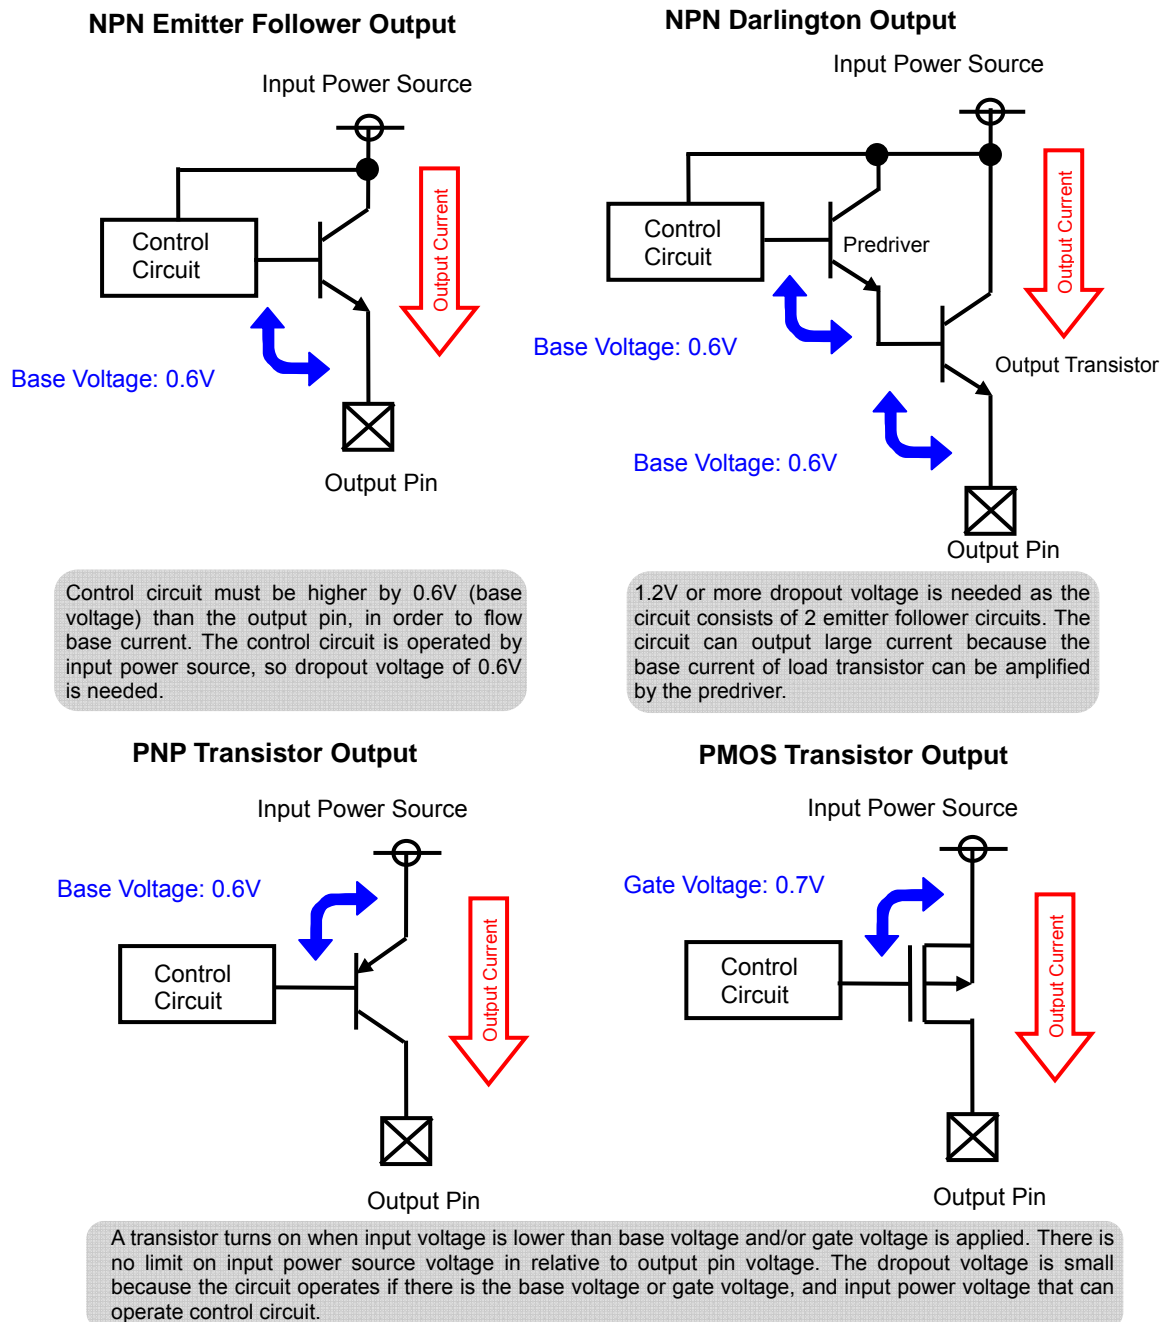 NPN Emitter Follower Output
Input Power Source
Control
Circuit
Output Current
Base Voltage: 0.6V
Output Pin
Control circuit must be higher by 0.6V (base
voltage) than the output pin, in order to flow
base current. The control circuit is operated by
input power source, so dropout voltage of 0.6V
is needed.
NPN Darlington Output
Input Power Source
Control
Circuit
Predriver
Output Current
Base Voltage: 0.6V
Output Transistor
Base Voltage: 0.6V
Output Pin
1.2V or more dropout voltage is needed as the
circuit consists of 2 emitter follower circuits. The
circuit can output large current because the
base current of load transistor can be amplified
by the predriver.
PNP Transistor Output
Input Power Source
Base Voltage: 0.6V
Control
Circuit
Output Current
Output Pin
PMOS Transistor Output
Input Power Source
Gate Voltage: 0.7V
Control
Circuit
Output Current
Output Pin
A transistor turns on when input voltage is lower than base voltage and/or gate voltage is applied. There is
no limit on input power source voltage in relative to output pin voltage. The dropout voltage is small
because the circuit operates if there is the base voltage or gate voltage, and input power voltage that can
operate control circuit.